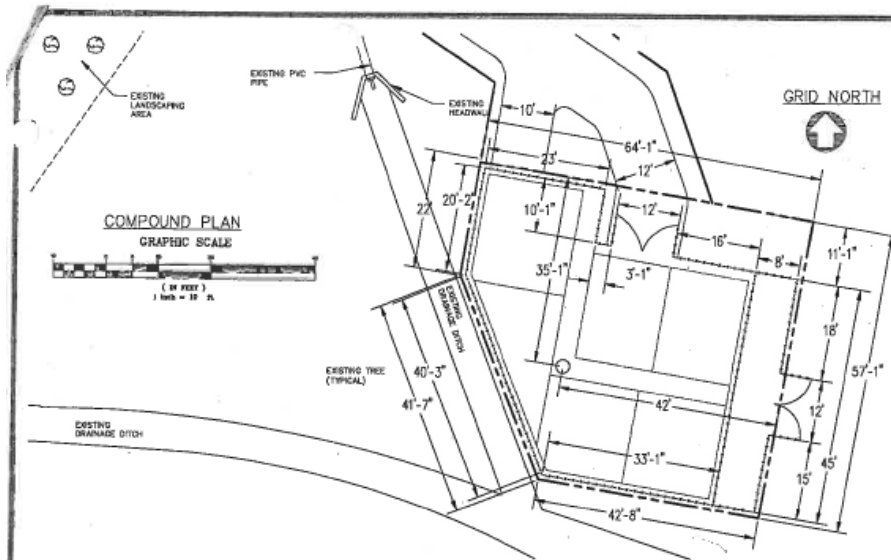 EXISTING
LANDSCAPING
AREA
EXISTING PVC
PIPE
EXISTING
HEADWALL
GRID NORTH
COMPOUND PLAN
GRAPHIC SCALE
( IN FEET )
1 inch = 10 ft.
10'
64'-1"
23'
12'
22'
20'-2"
10'-1"
12'
16'
8'
11'-1"
35'-1"
3'-1"
18'
57'-1"
EXISTING
DRAINAGE DITCH
EXISTING TREE
(TYPICAL)
40'-3"
41'-7"
42'
12'
45'
33'-1"
15'
42'-8"
EXISTING
DRAINAGE DITCH